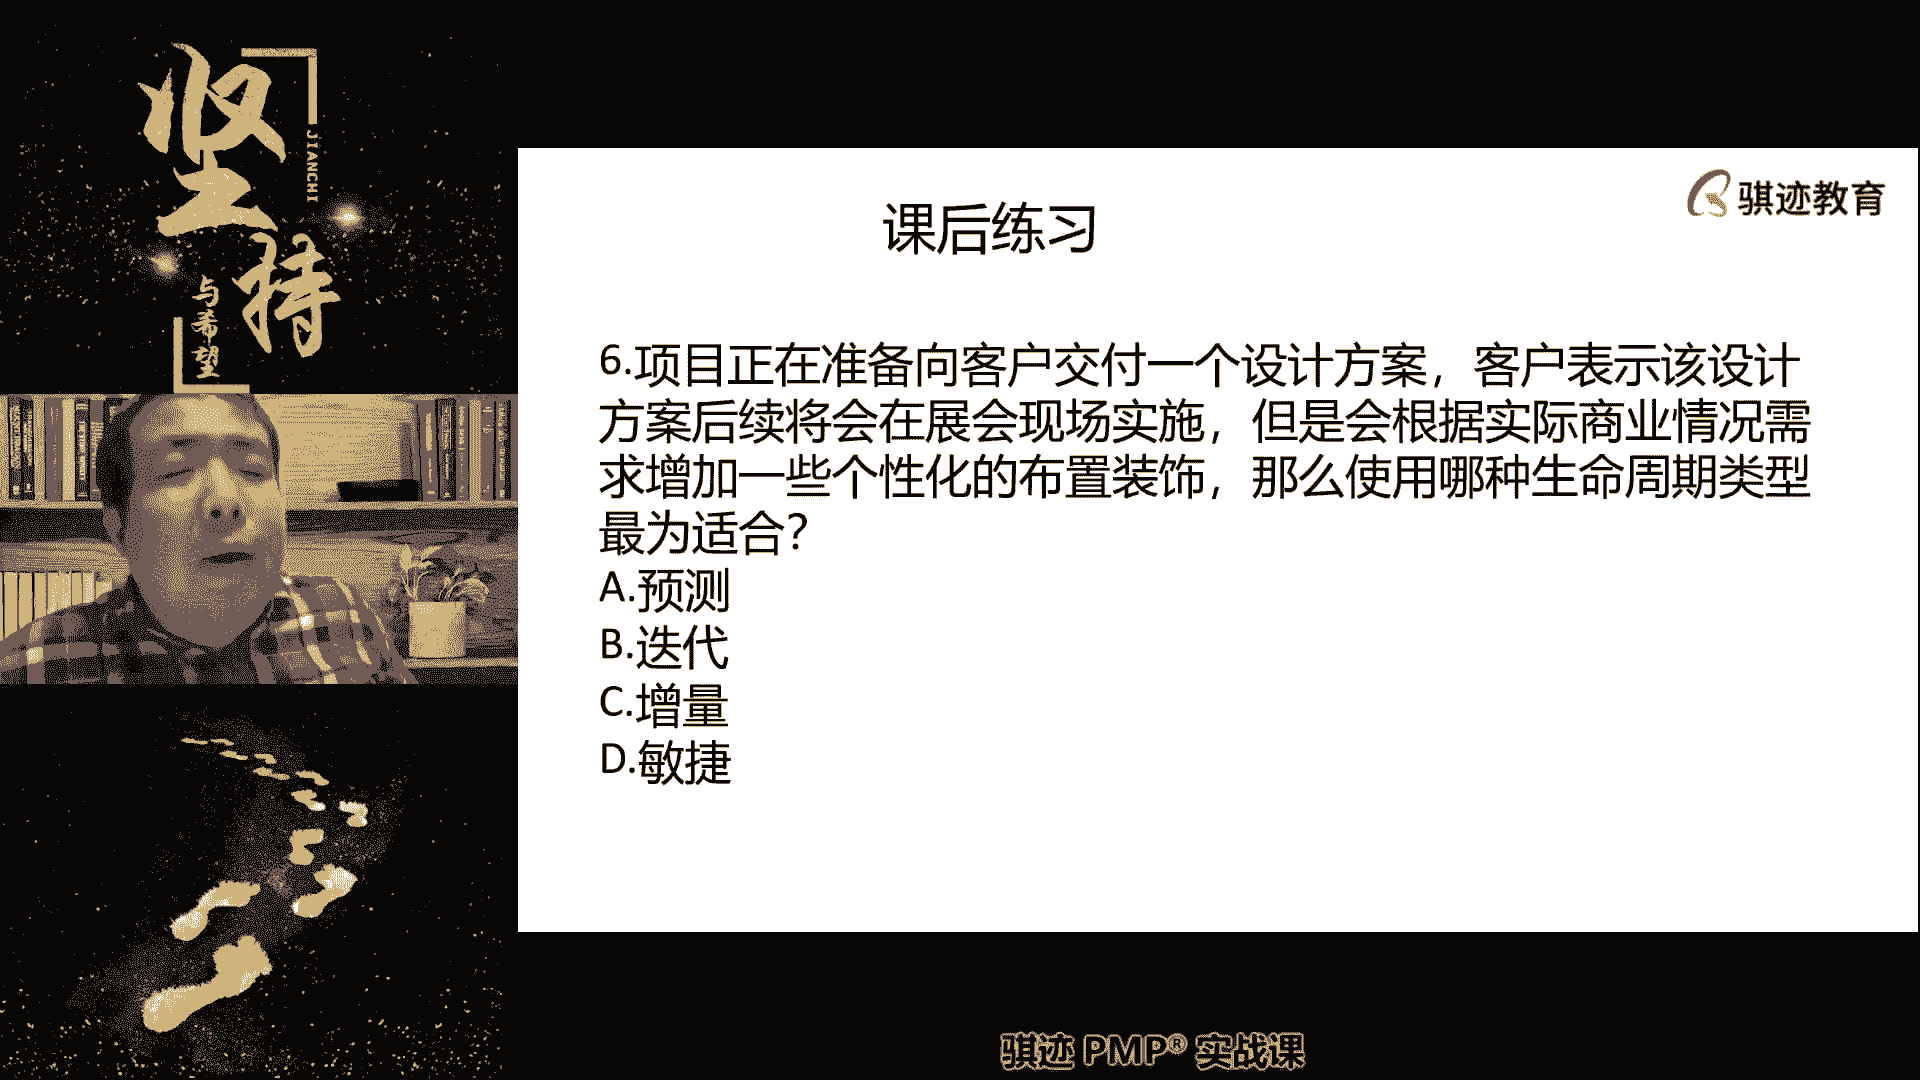 坚持
JIANCHI
与希望
骐迹教育
课后练习
6.项目正在准备向客户交付一个设计方案，客户表示该设计
方案后续将会在展会现场实施，但是会根据实际商业情况需
求增加一些个性化的布置装饰，那么使用哪种生命周期类型
最为适合？
A.预测
B.迭代
C.增量
D.敏捷
骐迹 PMP® 实战课